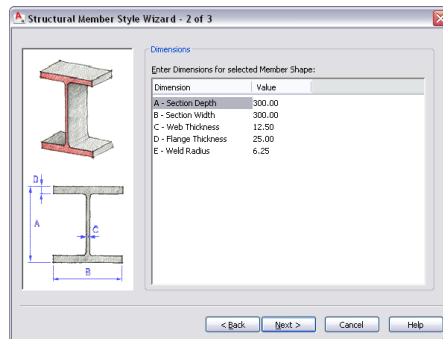 Structural Member Style Wizard - 2 of 3
Dimensions
Enter Dimensions for selected Member Shape:
Dimension Value
A - Section Depth 300.00
B - Section Width 300.00
C - Web Thickness 12.50
D - Flange Thickness 25.00
E - Weld Radius 6.25
D
A
C
B
< Back Next > Cancel Help